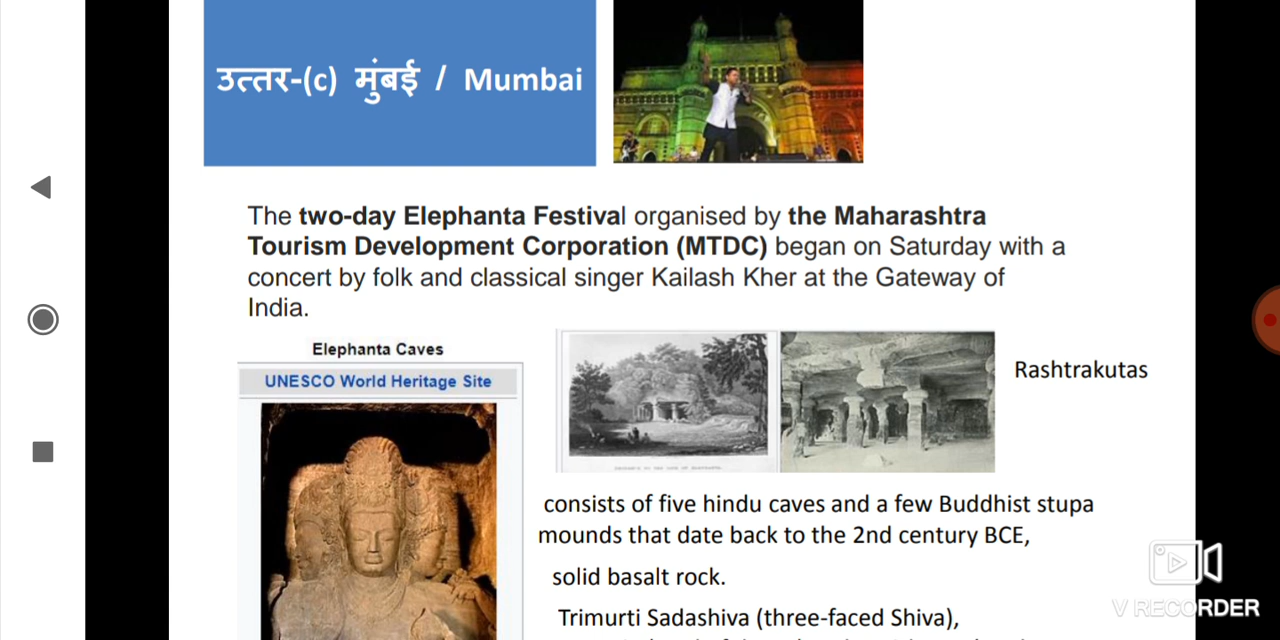 उत्तर-(c) मुंबई / Mumbai
The two-day Elephanta Festival organised by the Maharashtra
Tourism Development Corporation (MTDC) began on Saturday with a
concert by folk and classical singer Kailash Kher at the Gateway of
India.
Elephanta Caves
UNESCO World Heritage Site
Rashtrakutas
consists of five hindu caves and a few Buddhist stupa
mounds that date back to the 2nd century BCE,
solid basalt rock.
Trimurti Sadashiva (three-faced Shiva),
V RECORDER